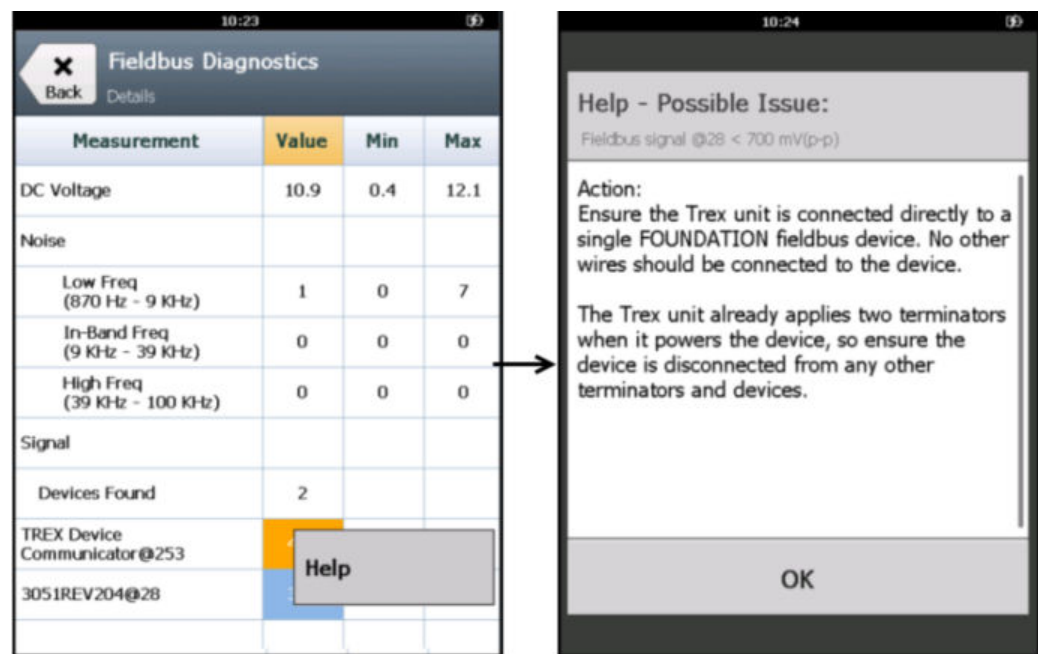 10:23
Back
Fieldbus Diagnostics
Details
Measurement Value Min Max
DC Voltage 10.9 0.4 12.1
Noise
Low Freq
(870 Hz - 9 KHz) 1 0 7
In-Band Freq
(9 KHz - 39 KHz) 0 0 0
High Freq
(39 KHz - 100 KHz) 0 0 0
Signal
Devices Found 2
TREX Device
Communicator@253
3051REV204@28
Help
10:24
Help - Possible Issue:
Fieldbus signal @28 < 700 mV(p-p)
Action:
Ensure the Trex unit is connected directly to a
single FOUNDATION fieldbus device. No other
wires should be connected to the device.
The Trex unit already applies two terminators
when it powers the device, so ensure the
device is disconnected from any other
terminators and devices.
OK